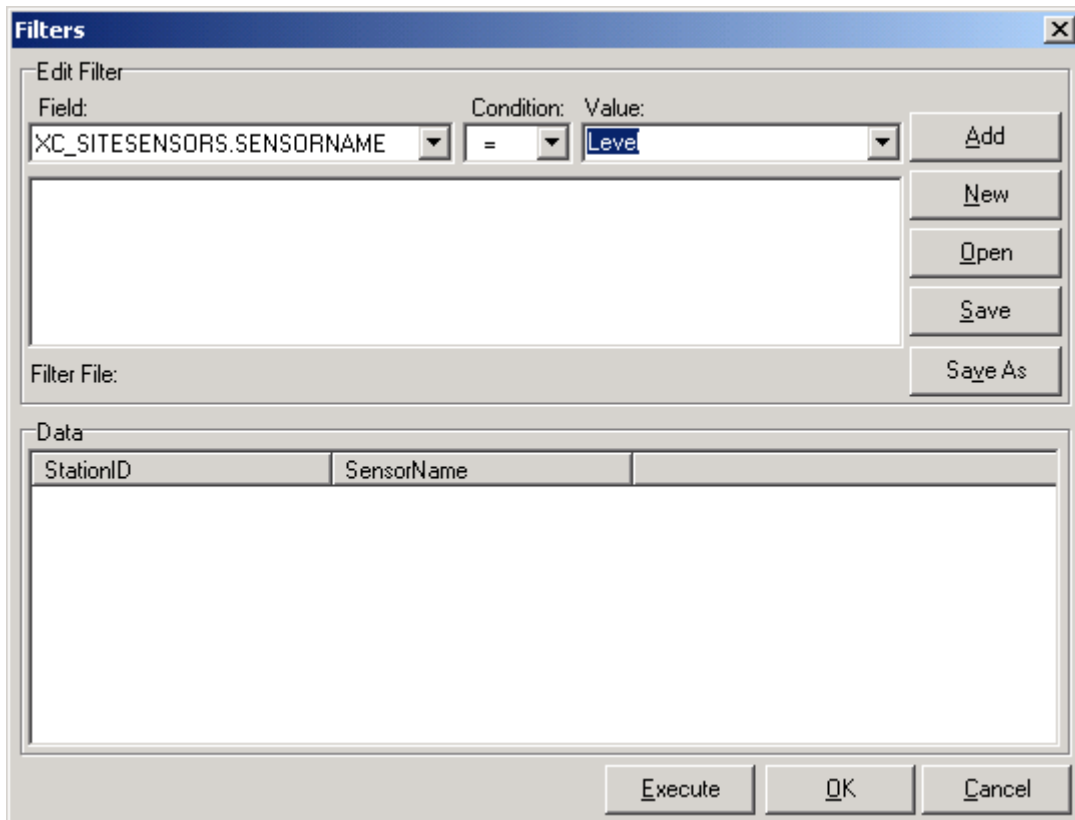 Filters
Edit Filter
Field: Condition: Value:
XC_SITESENSORS.SENSORNAME = Level Add
New
Open
Save
Filter File: Save As
Data
StationID SensorName
Execute OK Cancel